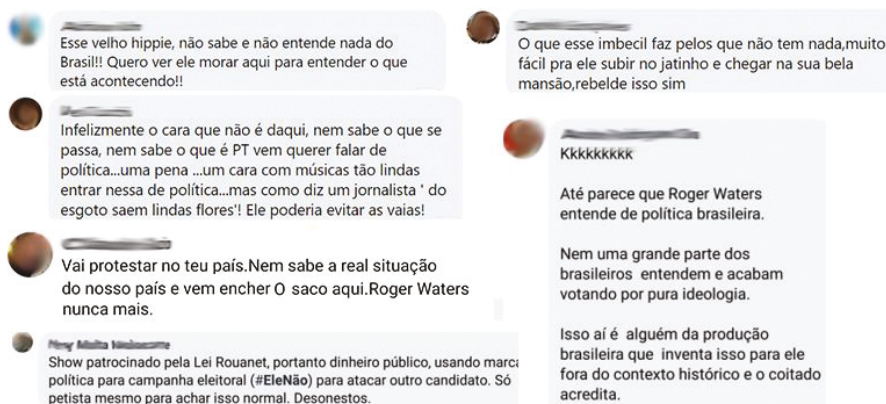 Esse velho hippie, não sabe e não entende nada do
Brasil!! Quero ver ele morar aqui para entender o que
está acontecendo!!
Infelizmente o cara que não é daqui, nem sabe o que se
passa, nem sabe o que é PT vem querer falar de
política...uma pena ...um cara com músicas tão lindas
entrar nessa de política...mas como diz um jornalista ' do
esgoto saem lindas flores'! Ele poderia evitar as vaias!
Vai protestar no teu país.Nem sabe a real situação
do nosso país e vem encher O saco aqui.Roger Waters
nunca mais.
Show patrocinado pela Lei Rouanet, portanto dinheiro público, usando marca
política para campanha eleitoral (#EleNão) para atacar outro candidato. Só
petista mesmo para achar isso normal. Desonestos.
O que esse imbecil faz pelos que não tem nada,muito
fácil pra ele subir no jatinho e chegar na sua bela
mansão,rebelde isso sim
Kkkkkkkkk
Até parece que Roger Waters
entende de política brasileira.
Nem uma grande parte dos
brasileiros entendem e acabam
votando por pura ideologia.
Isso aí é alguém da produção
brasileira que inventa isso para ele
fora do contexto histórico e o coitado
acredita.